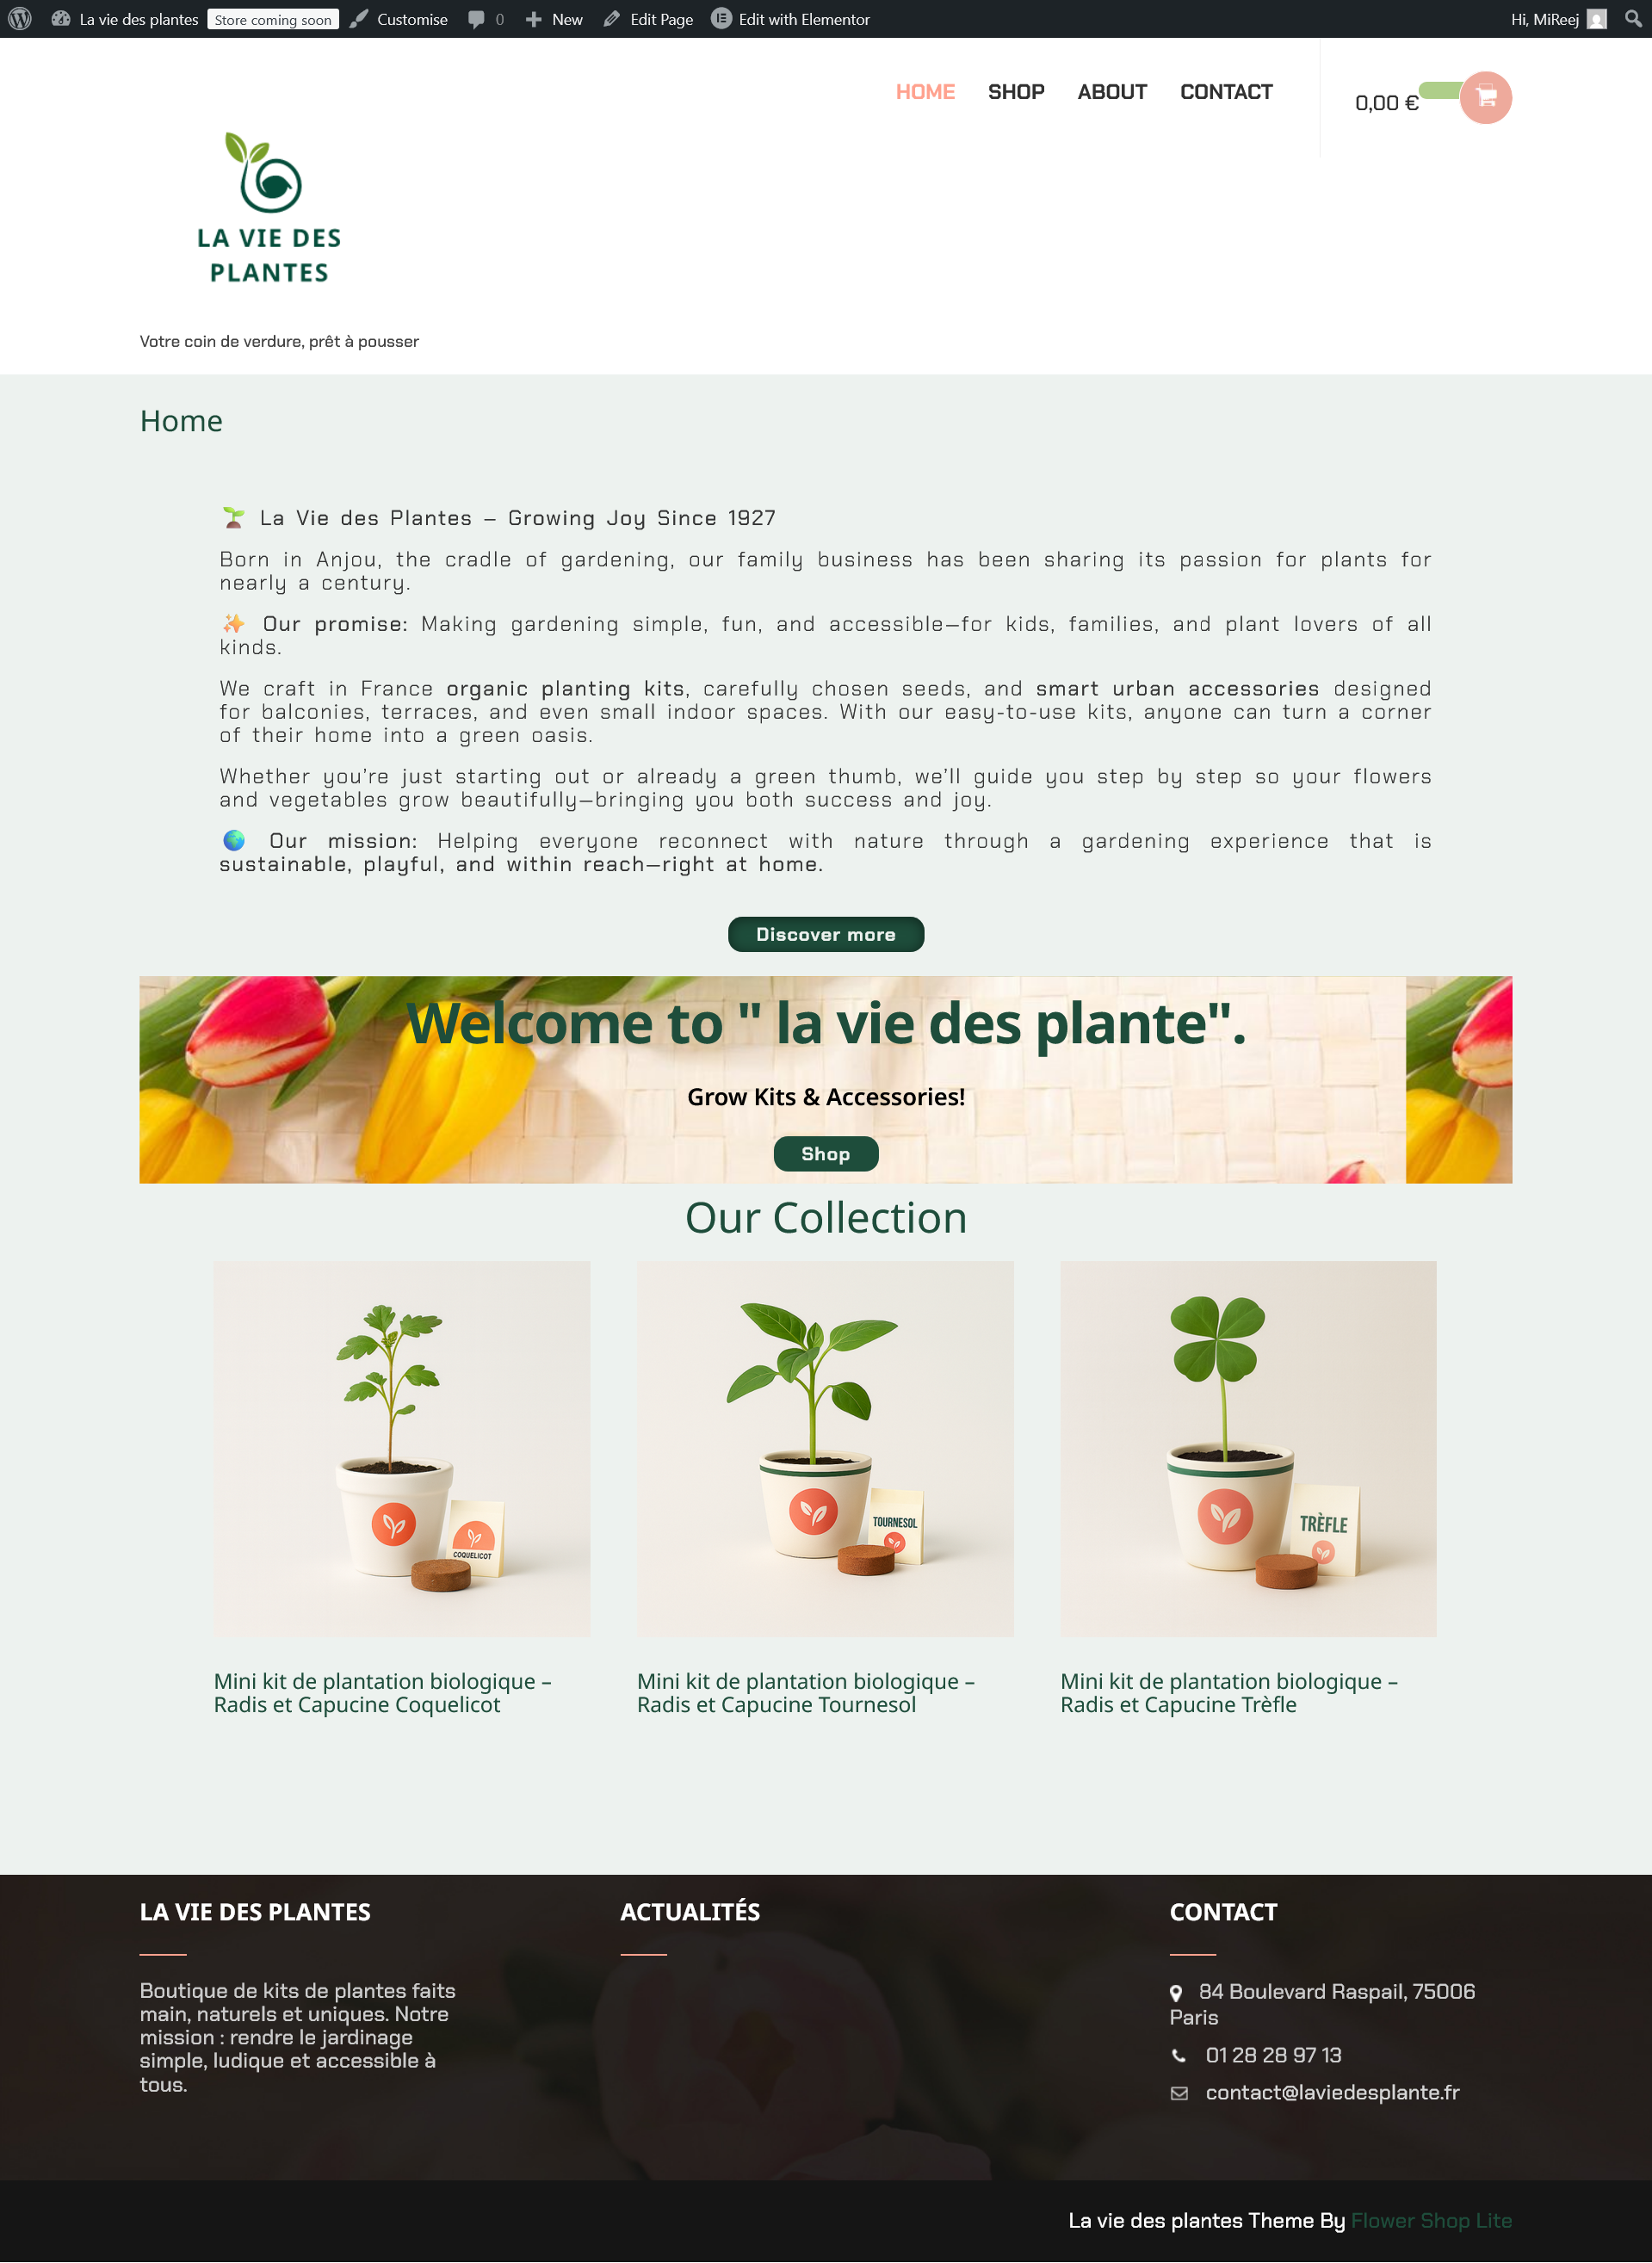 La vie des plantes Store coming soon Customise 0 New Edit Page Edit with Elementor Hi, MiReej
HOME SHOP ABOUT CONTACT
0,00 €
LA VIE DES
PLANTES
Votre coin de verdure, prêt à pousser
Home
🌱 La Vie des Plantes – Growing Joy Since 1927
Born in Anjou, the cradle of gardening, our family business has been sharing its passion for plants for
nearly a century.
✨ Our promise: Making gardening simple, fun, and accessible—for kids, families, and plant lovers of all
kinds.
We craft in France organic planting kits, carefully chosen seeds, and smart urban accessories designed
for balconies, terraces, and even small indoor spaces. With our easy-to-use kits, anyone can turn a corner
of their home into a green oasis.
Whether you’re just starting out or already a green thumb, we’ll guide you step by step so your flowers
and vegetables grow beautifully—bringing you both success and joy.
🌍 Our mission: Helping everyone reconnect with nature through a gardening experience that is
sustainable, playful, and within reach—right at home.
Discover more
Welcome to " la vie des plante".
Grow Kits & Accessories!
Shop
Our Collection
COQUELICOT
TOURNESOL
TRÈFLE
Mini kit de plantation biologique –
Radis et Capucine Coquelicot
Mini kit de plantation biologique –
Radis et Capucine Tournesol
Mini kit de plantation biologique –
Radis et Capucine Trèfle
LA VIE DES PLANTES
Boutique de kits de plantes faits
main, naturels et uniques. Notre
mission : rendre le jardinage
simple, ludique et accessible à
tous.
ACTUALITÉS
CONTACT
84 Boulevard Raspail, 75006
Paris
01 28 28 97 13
contact@laviedesplante.fr
La vie des plantes Theme By Flower Shop Lite